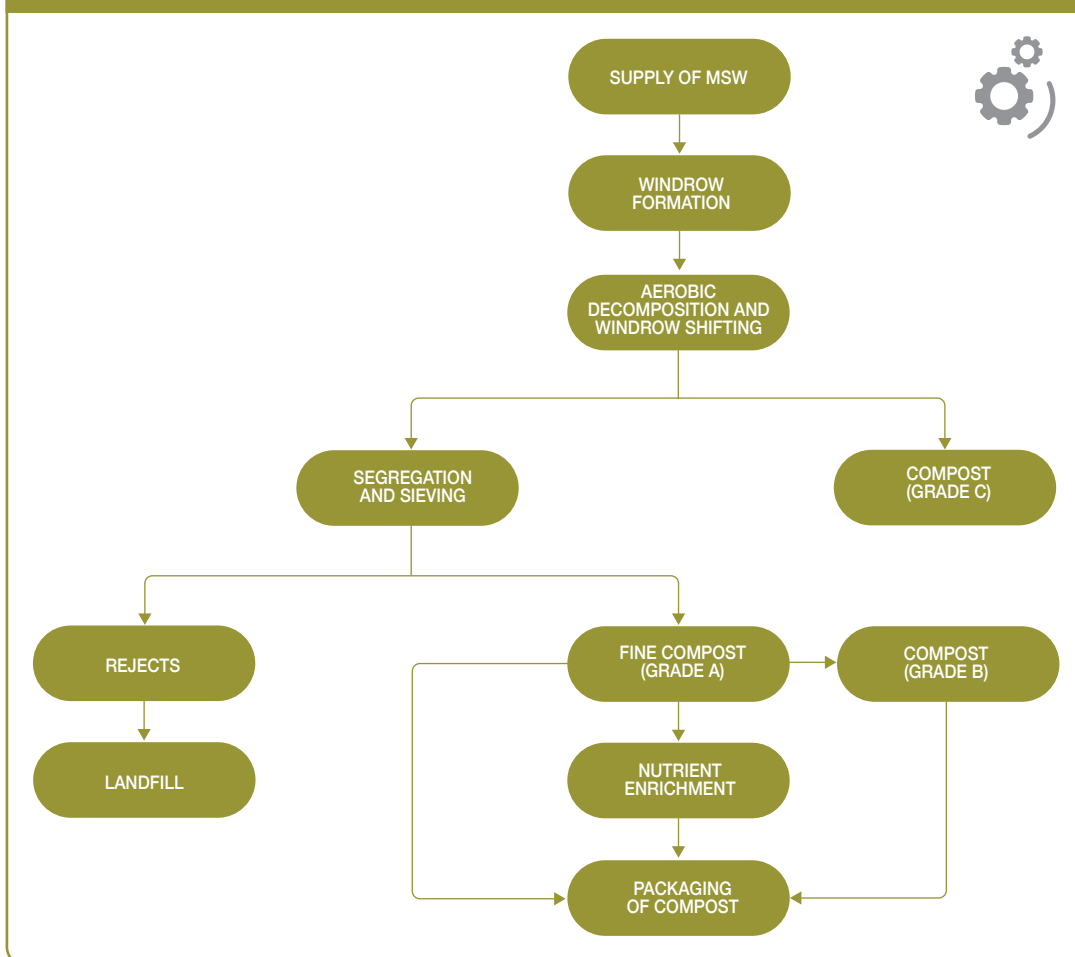 SUPPLY OF MSW
WINDROW
FORMATION
AEROBIC
DECOMPOSITION AND
WINDROW SHIFTING
SEGREGATION
AND SIEVING
COMPOST
(GRADE C)
REJECTS
FINE COMPOST
(GRADE A)
COMPOST
(GRADE B)
LANDFILL
NUTRIENT
ENRICHMENT
PACKAGING
OF COMPOST